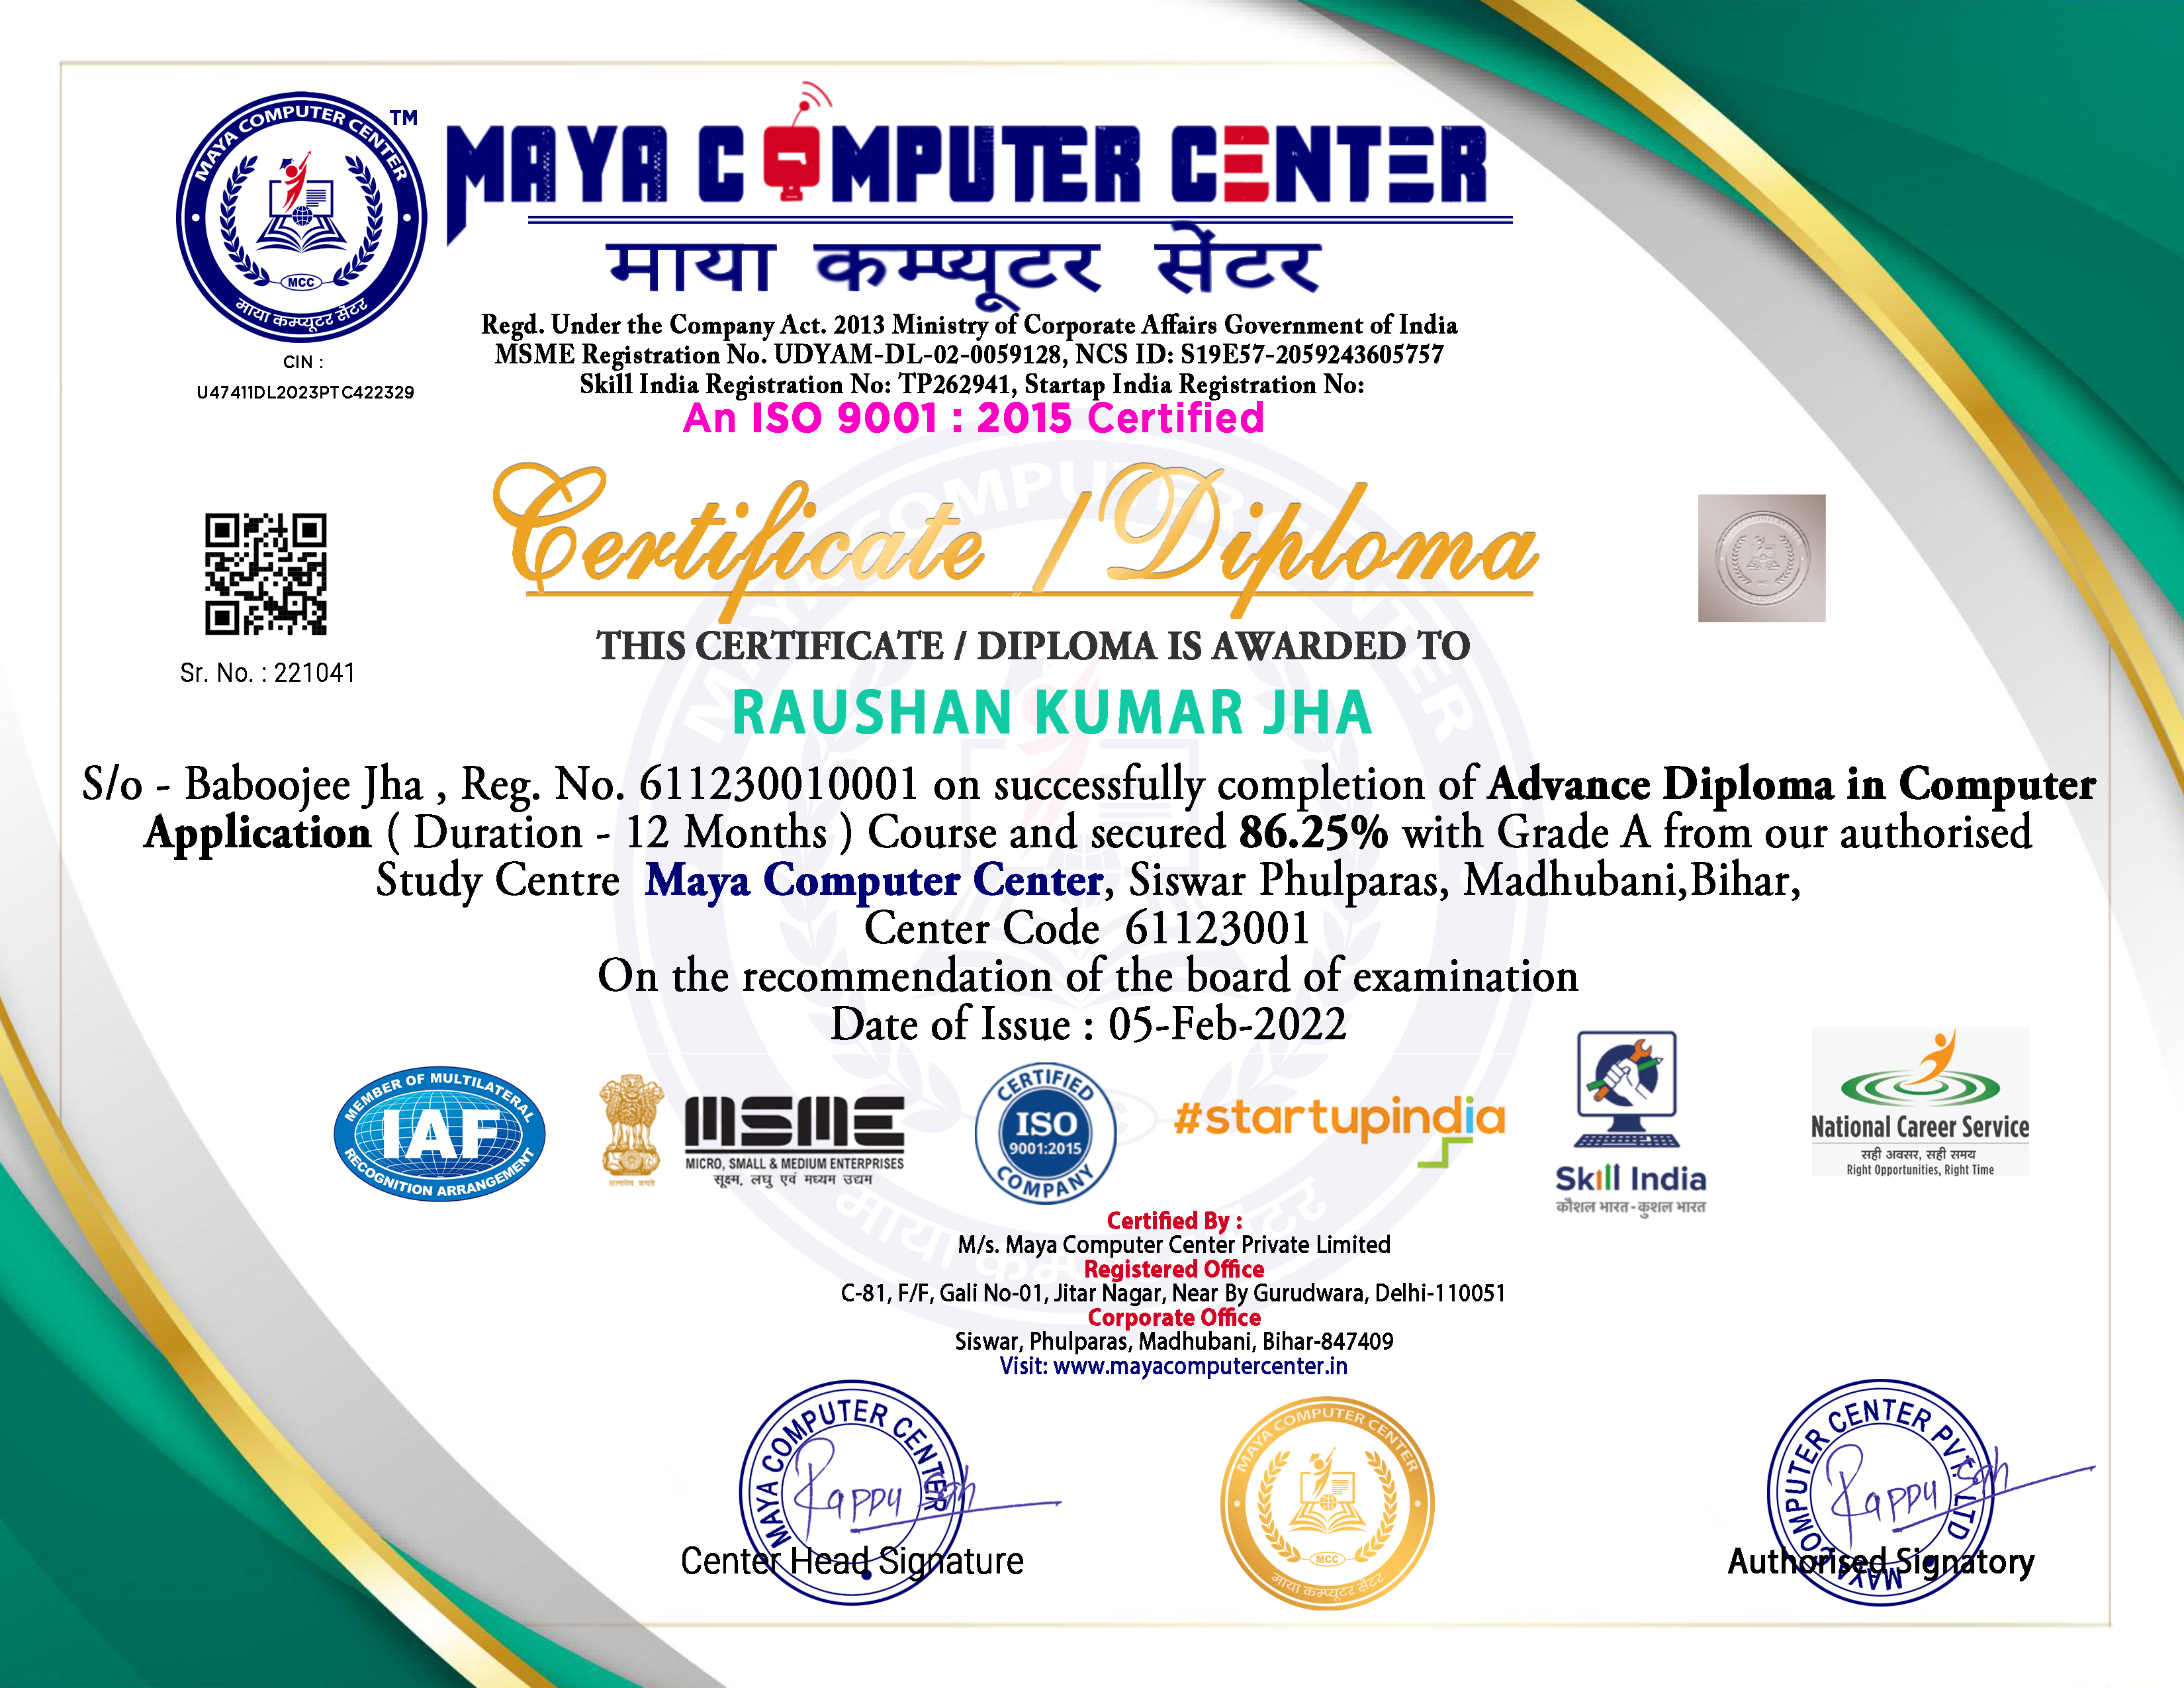 MAYA COMPUTER CENTER
TM
MCC
माया कम्प्यूटर सेंटर
CIN :
U47411DL2023PTC422329
MAYA COMPUTER CENTER
माया कम्प्यूटर सेंटर
Regd. Under the Company Act. 2013 Ministry of Corporate Affairs Government of India
MSME Registration No. UDYAM-DL-02-0059128, NCS ID: S19E57-2059243605757
Skill India Registration No: TP262941, Startap India Registration No:
An ISO 9001 : 2015 Certified
Certificate / Diploma
Sr. No. : 221041
THIS CERTIFICATE / DIPLOMA IS AWARDED TO
RAUSHAN KUMAR JHA
S/o - Baboojee Jha , Reg. No. 611230010001 on successfully completion of Advance Diploma in Computer
Application ( Duration - 12 Months ) Course and secured 86.25% with Grade A from our authorised
Study Centre Maya Computer Center, Siswar Phulparas, Madhubani,Bihar,
Center Code 61123001
On the recommendation of the board of examination
Date of Issue : 05-Feb-2022
MEMBER OF MULTILATERAL
IAF
RECOGNITION ARRANGEMENT
सत्यमेव जयते
MSME
MICRO, SMALL & MEDIUM ENTERPRISES
सूक्ष्म, लघु एवं मध्यम उद्यम
CERTIFIED
ISO
9001:2015
COMPANY
#startupindia
Skill India
कौशल भारत-कुशल भारत
National Career Service
सही अवसर, सही समय
Right Opportunities, Right Time
Certified By :
M/s. Maya Computer Center Private Limited
Registered Office
C-81, F/F, Gali No-01, Jitar Nagar, Near By Gurudwara, Delhi-110051
Corporate Office
Siswar, Phulparas, Madhubani, Bihar-847409
Visit: www.mayacomputercenter.in
MAYA COMPUTER CENTER
Pappu
Center Head Signature
MAYA COMPUTER CENTER
MCC
माया कम्प्यूटर सेंटर
MAYA COMPUTER CENTER PVT. LTD
Pappu
Authorised Signatory